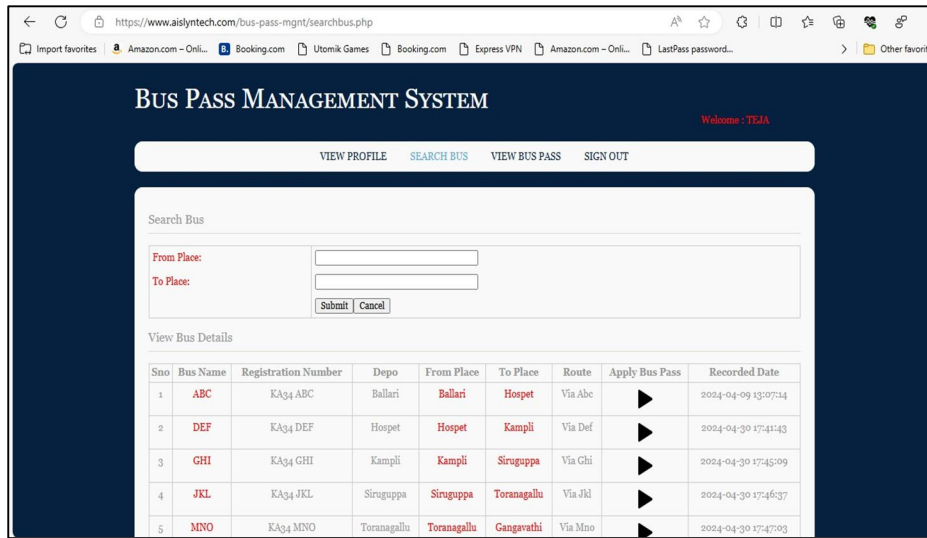 https://www.aislyntech.com/bus-pass-mgnt/searchbus.php
Import favorites Amazon.com – Onli... Booking.com Utomik Games Booking.com Express VPN Amazon.com – Onli... LastPass password... Other favorit
BUS PASS MANAGEMENT SYSTEM
Welcome : TEJA
VIEW PROFILE SEARCH BUS VIEW BUS PASS SIGN OUT
Search Bus
From Place:
To Place:
Submit Cancel
View Bus Details
Sno Bus Name Registration Number Depo From Place To Place Route Apply Bus Pass Recorded Date
1 ABC KA34 ABC Ballari Ballari Hospet Via Abc 2024-04-09 13:07:14
2 DEF KA34 DEF Hospet Hospet Kampli Via Def 2024-04-30 17:41:43
3 GHI KA34 GHI Kampli Kampli Siruguppa Via Ghi 2024-04-30 17:45:09
4 JKL KA34 JKL Siruguppa Siruguppa Toranagallu Via Jkl 2024-04-30 17:46:37
5 MNO KA34 MNO Toranagallu Toranagallu Gangavathi Via Mno 2024-04-30 17:47:03